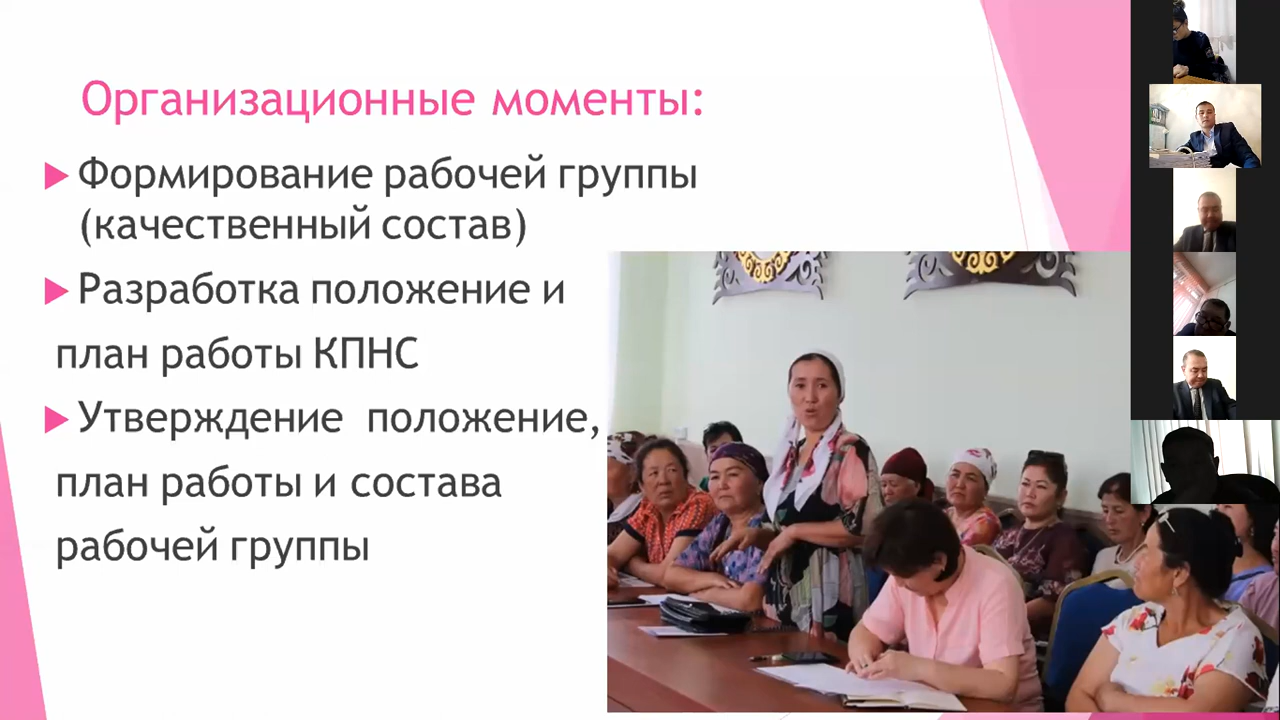 Организационные моменты:
Формирование рабочей группы
(качественный состав)
Разработка положение и
план работы КПНС
Утверждение положение,
план работы и состава
рабочей группы